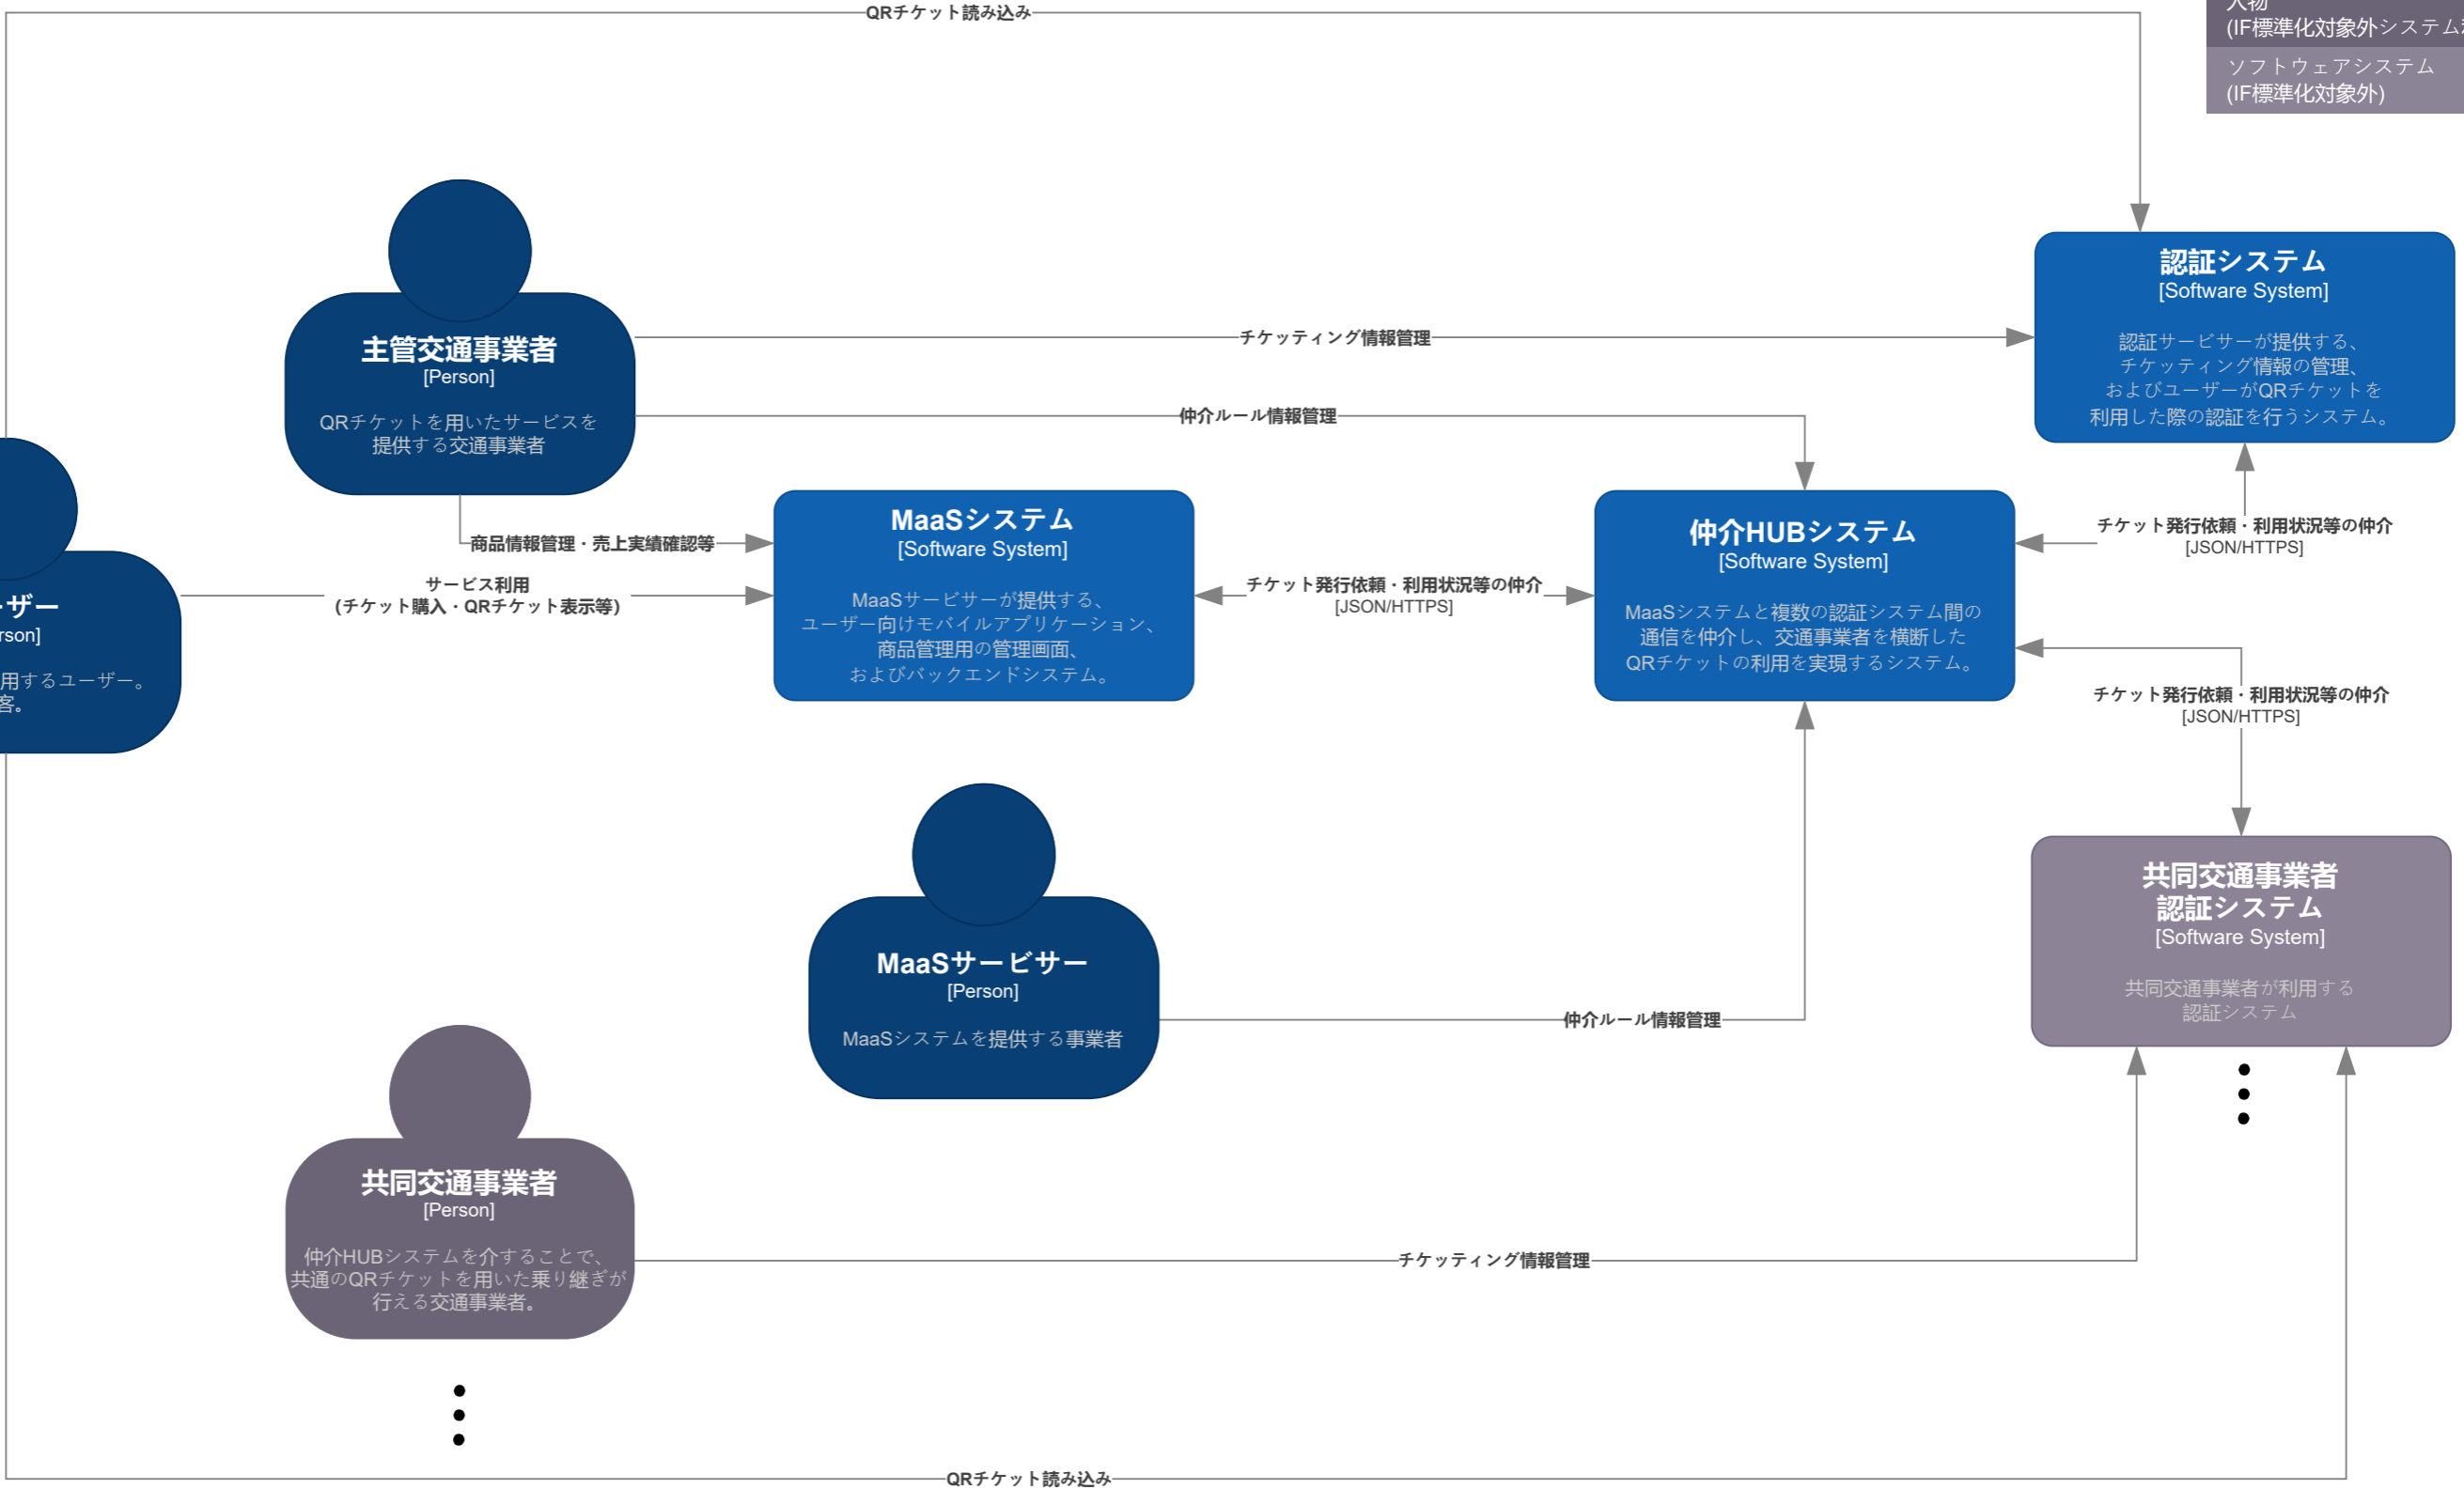 QRチケット読み込み
人物
(IF標準化対象外システム
ソフトウェアシステム
(IF標準化対象外)
主管交通事業者
[Person]
QRチケットを用いたサービスを
提供する交通事業者
チケッティング情報管理
仲介ルール情報管理
認証システム
[Software System]
認証サービサーが提供する、
チケッティング情報の管理、
およびユーザーがQRチケットを
利用した際の認証を行うシステム。
商品情報管理・売上実績確認等
サービス利用
(チケット購入・QRチケット表示等)
ーザー
rson]
用するユーザー。
客。
MaaSシステム
[Software System]
MaaSサービサーが提供する、
ユーザー向けモバイルアプリケーション、
商品管理用の管理画面、
およびバックエンドシステム。
チケット発行依頼・利用状況等の仲介
[JSON/HTTPS]
仲介HUBシステム
[Software System]
MaaSシステムと複数の認証システム間の
通信を仲介し、交通事業者を横断した
QRチケットの利用を実現するシステム。
チケット発行依頼・利用状況等の仲介
[JSON/HTTPS]
チケット発行依頼・利用状況等の仲介
[JSON/HTTPS]
MaaSサービサー
[Person]
MaaSシステムを提供する事業者
仲介ルール情報管理
共同交通事業者
認証システム
[Software System]
共同交通事業者が利用する
認証システム
共同交通事業者
[Person]
仲介HUBシステムを介することで、
共通のQRチケットを用いた乗り継ぎが
行える交通事業者。
チケッティング情報管理
QRチケット読み込み